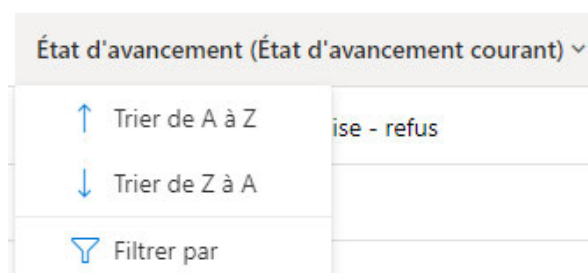 État d'avancement (État d'avancement courant)
Trier de A à Z
ise - refus
Trier de Z à A
Filtrer par